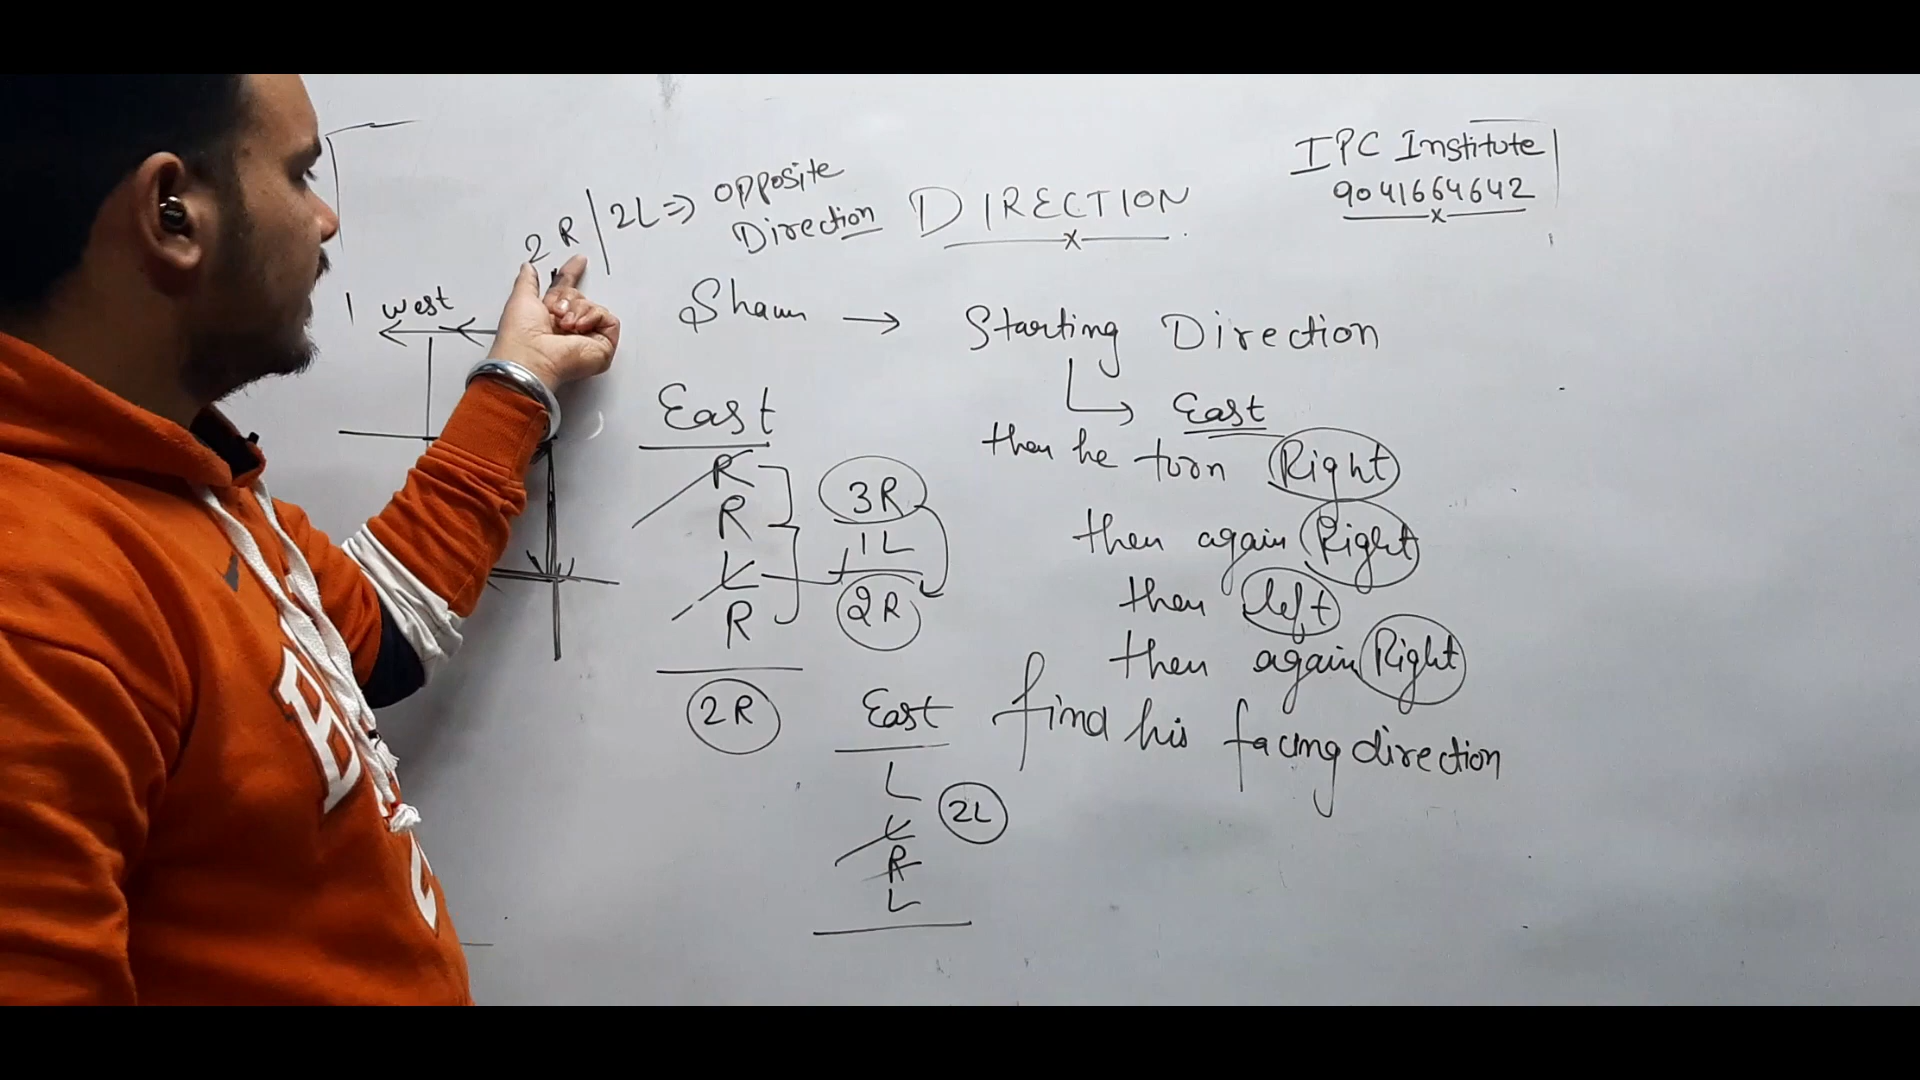 IPC Institute
9041664642
2R | 2L ⇒ opposite
Direction
DIRECTION
west
Sham → Starting Direction
East
then he torn Right
then again Right
then left
then again Right
find his facing direction
East
R
R
L
R
2R
3R
1L
2R
East
L
L
R
L
2L